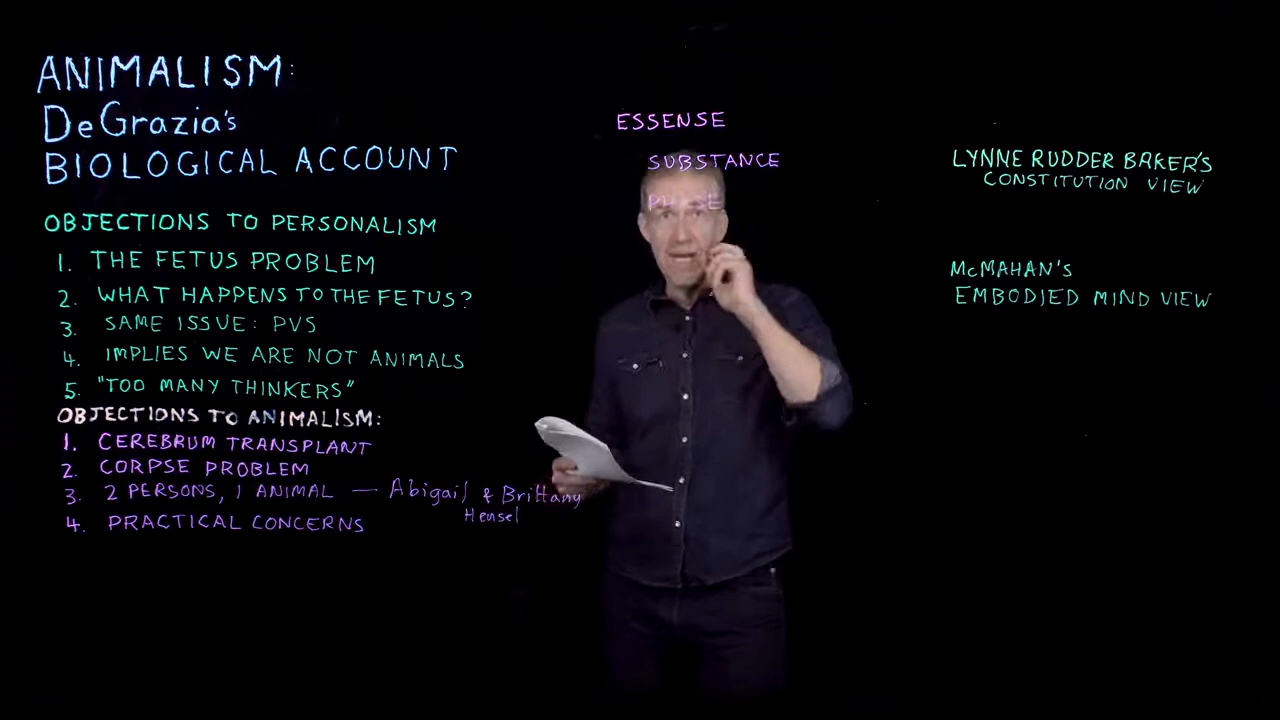 ANIMALISM:
DeGrazia's
BIOLOGICAL ACCOUNT
OBJECTIONS TO PERSONALISM
1. THE FETUS PROBLEM
2. WHAT HAPPENS TO THE FETUS?
3. SAME ISSUE: PVS
4. IMPLIES WE ARE NOT ANIMALS
5. "TOO MANY THINKERS"
OBJECTIONS TO ANIMALISM:
1. CEREBRUM TRANSPLANT
2. CORPSE PROBLEM
3. 2 PERSONS, 1 ANIMAL — Abigail & Brittany
Hensel
4. PRACTICAL CONCERNS
ESSENSE
SUBSTANCE
LYNNE RUDDER BAKER'S
CONSTITUTION VIEW
McMAHAN'S
EMBODIED MIND VIEW